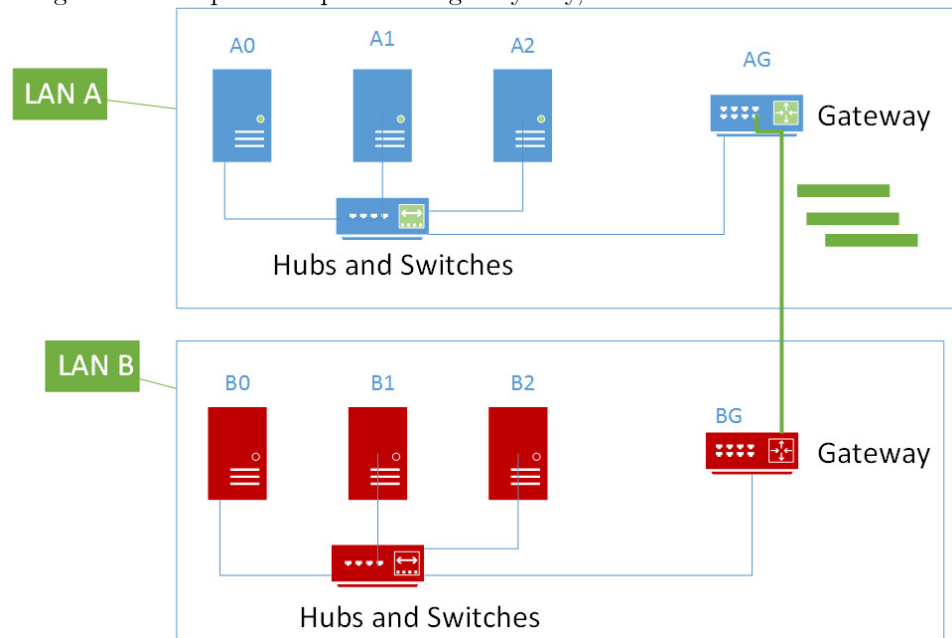 A0
A1
A2
AG
LAN A
Gateway
Hubs and Switches
LAN B
B0
B1
B2
BG
Gateway
Hubs and Switches